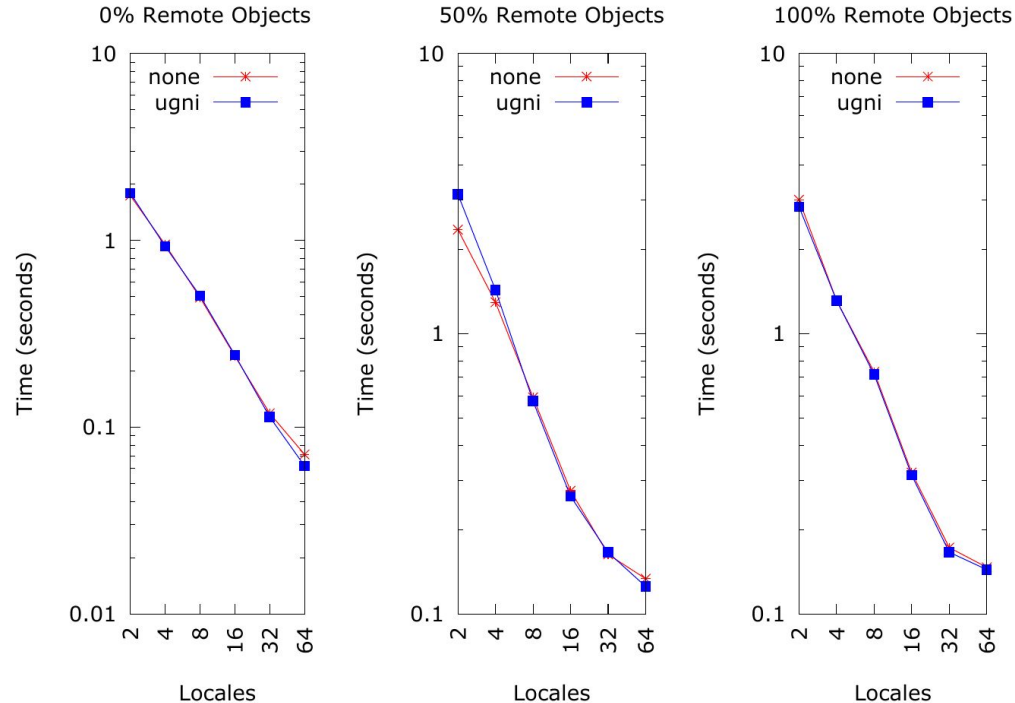 0% Remote Objects
10
none
ugni
1
0.1
0.01
Time (seconds)
2 4 8 16 32 64
Locales
50% Remote Objects
10
none
ugni
1
0.1
Time (seconds)
2 4 8 16 32 64
Locales
100% Remote Objects
10
none
ugni
1
0.1
Time (seconds)
2 4 8 16 32 64
Locales